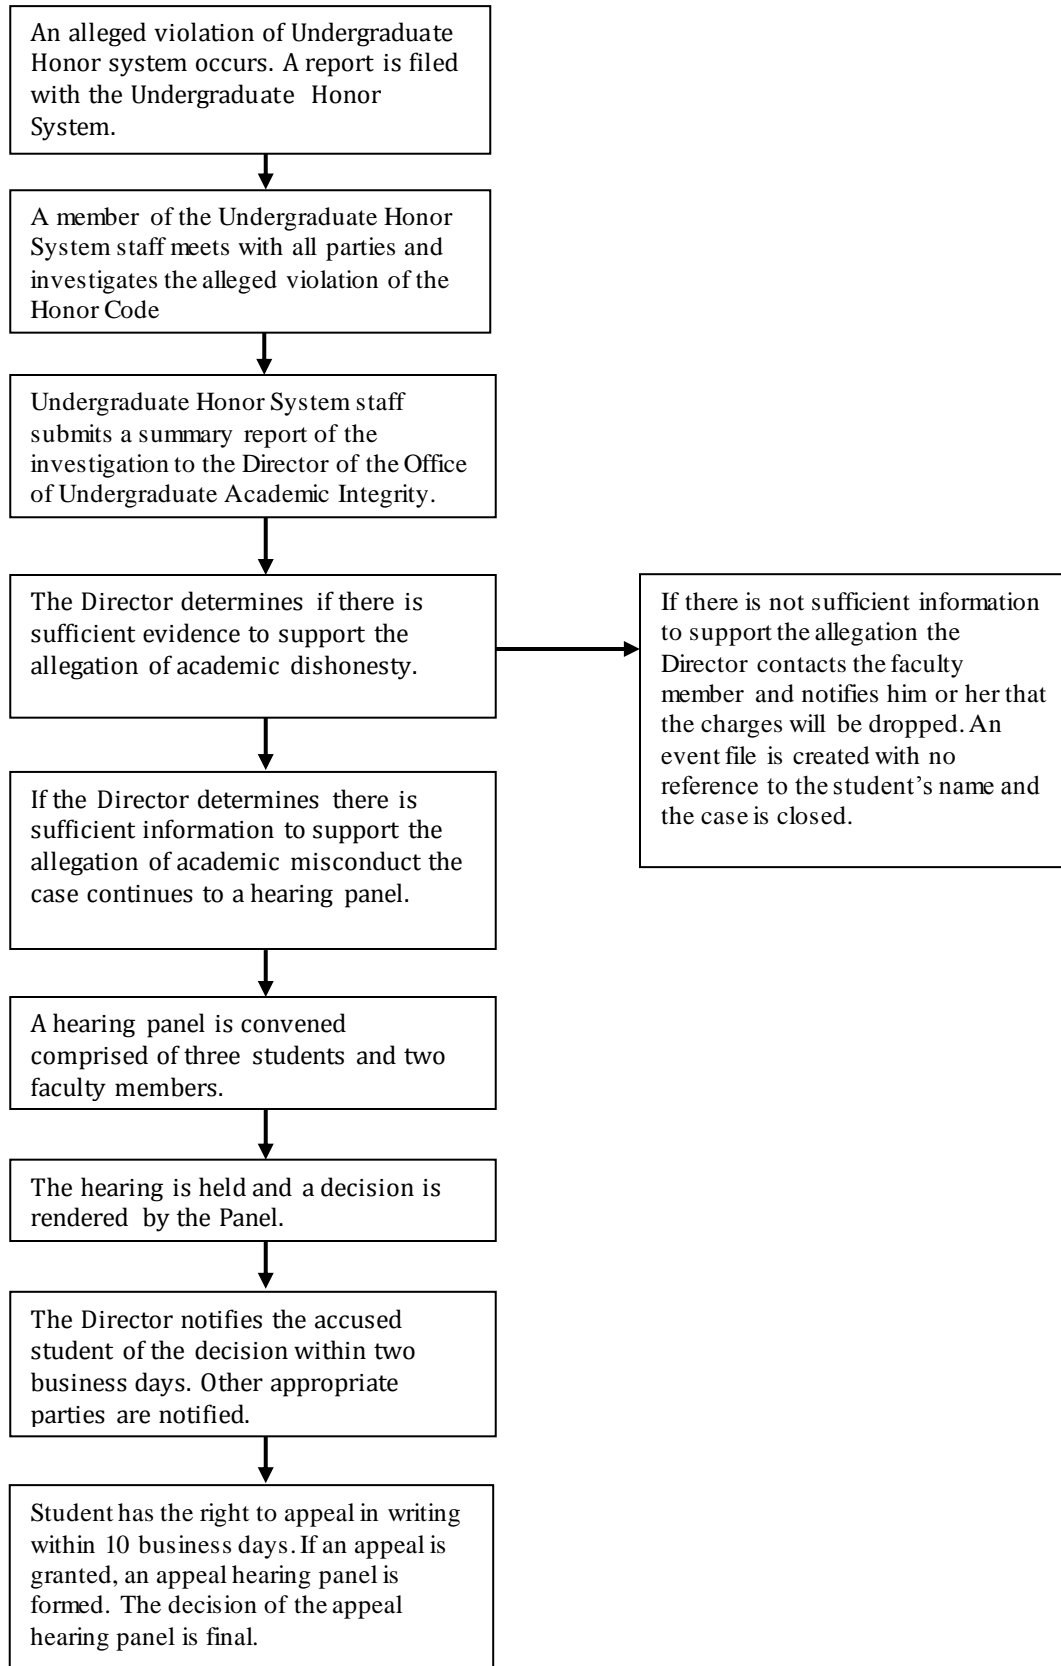 An alleged violation of Undergraduate
Honor system occurs. A report is filed
with the Undergraduate Honor
System.
A member of the Undergraduate Honor
System staff meets with all parties and
investigates the alleged violation of the
Honor Code
Undergraduate Honor System staff
submits a summary report of the
investigation to the Director of the Office
of Undergraduate Academic Integrity.
The Director determines if there is
sufficient evidence to support the
allegation of academic dishonesty.
If there is not sufficient information
to support the allegation the
Director contacts the faculty
member and notifies him or her that
the charges will be dropped. An
event file is created with no
reference to the student’s name and
the case is closed.
If the Director determines there is
sufficient information to support the
allegation of academic misconduct the
case continues to a hearing panel.
A hearing panel is convened
comprised of three students and two
faculty members.
The hearing is held and a decision is
rendered by the Panel.
The Director notifies the accused
student of the decision within two
business days. Other appropriate
parties are notified.
Student has the right to appeal in writing
within 10 business days. If an appeal is
granted, an appeal hearing panel is
formed. The decision of the appeal
hearing panel is final.